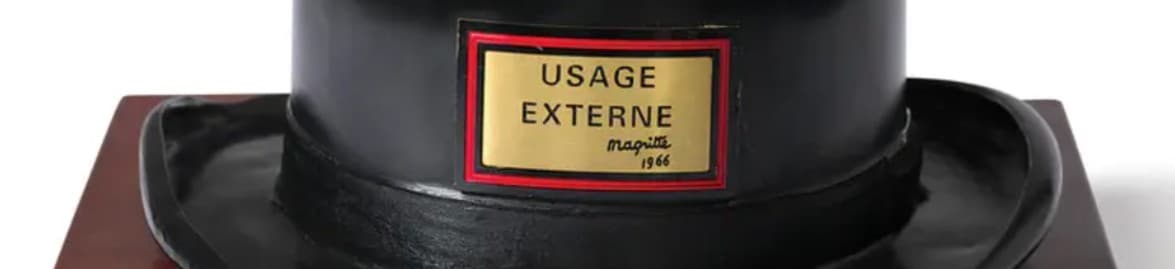 USAGE
EXTERNE
Magritte
1966